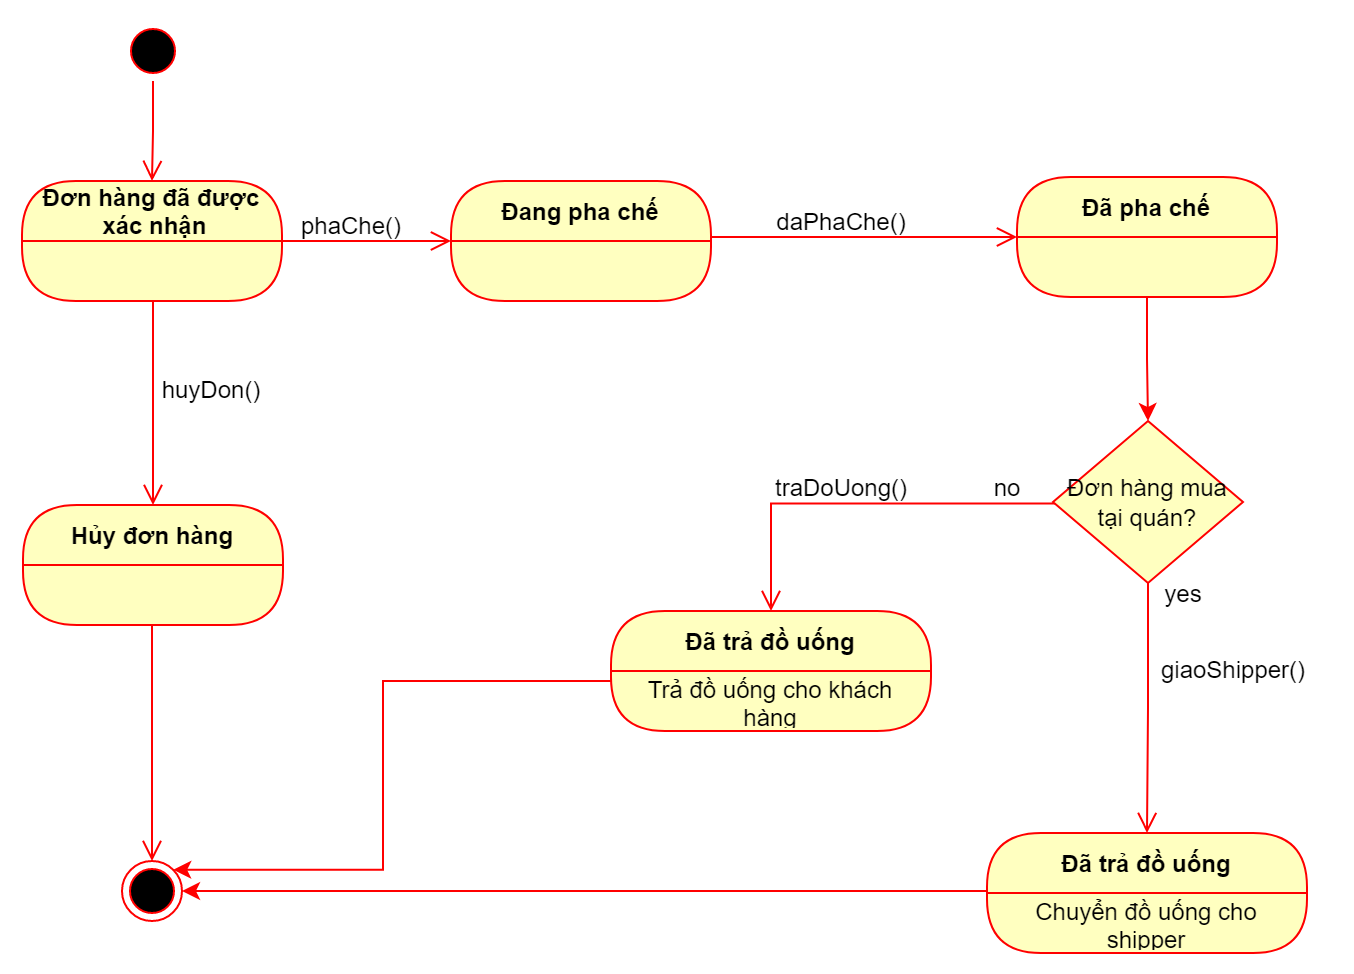 Đơn hàng đã được
xác nhận
phaChe()
Đang pha chế
daPhaChe()
Đã pha chế
huyDon()
Đơn hàng mua
tại quán?
no
traDoUong()
yes
giaoShipper()
Hủy đơn hàng
Đã trả đồ uống
Trả đồ uống cho khách
hàng
Đã trả đồ uống
Chuyển đồ uống cho
shipper